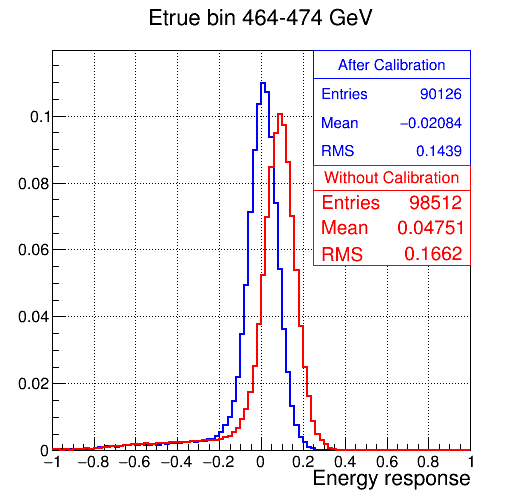 Etrue bin 464-474 GeV
After Calibration
Entries 90126
Mean −0.02084
RMS 0.1439
Without Calibration
Entries 98512
Mean 0.04751
RMS 0.1662
0.1
0.08
0.06
0.04
0.02
0
−1 −0.8 −0.6 −0.4 −0.2 0 0.2 0.4 0.6 0.8 1
Energy response